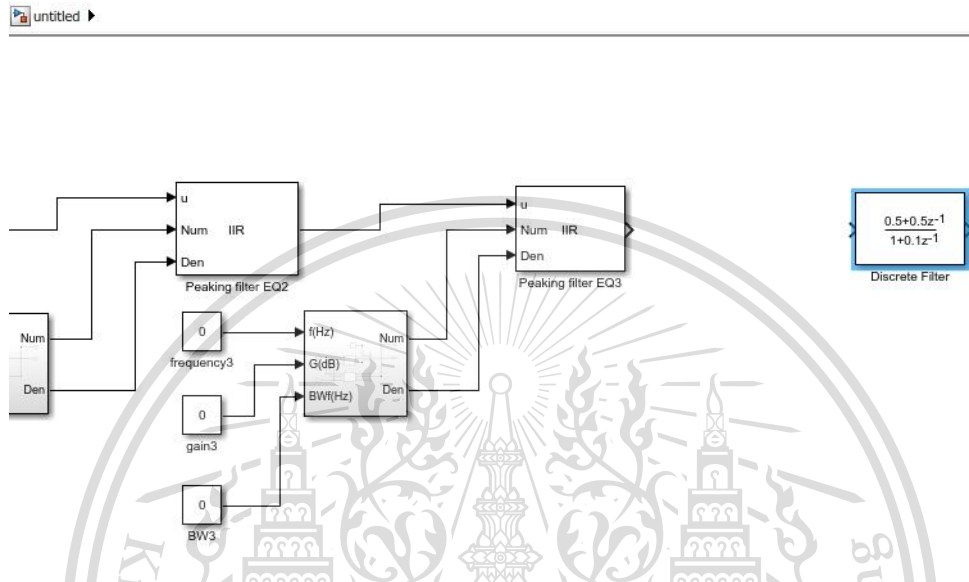 untitled
u
Num IIR
Den
Peaking filter EQ2
u
Num IIR
Den
Peaking filter EQ3
0.5+0.5z-1
1+0.1z-1
Discrete Filter
Num
Den
0
frequency3
0
gain3
0
BW3
f(Hz)
G(dB)
BWf(Hz)
Num
Den